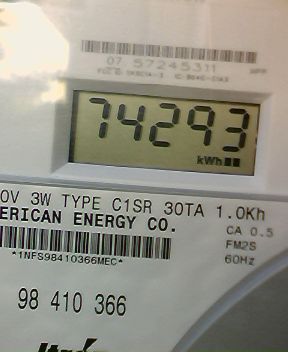 07 57245311
74293
kWh
0V 3W TYPE C1SR 30TA 1.0Kh
ERICAN ENERGY CO.
CA 0.5
FM2S
*1NFS98410366MEC*
60Hz
98 410 366